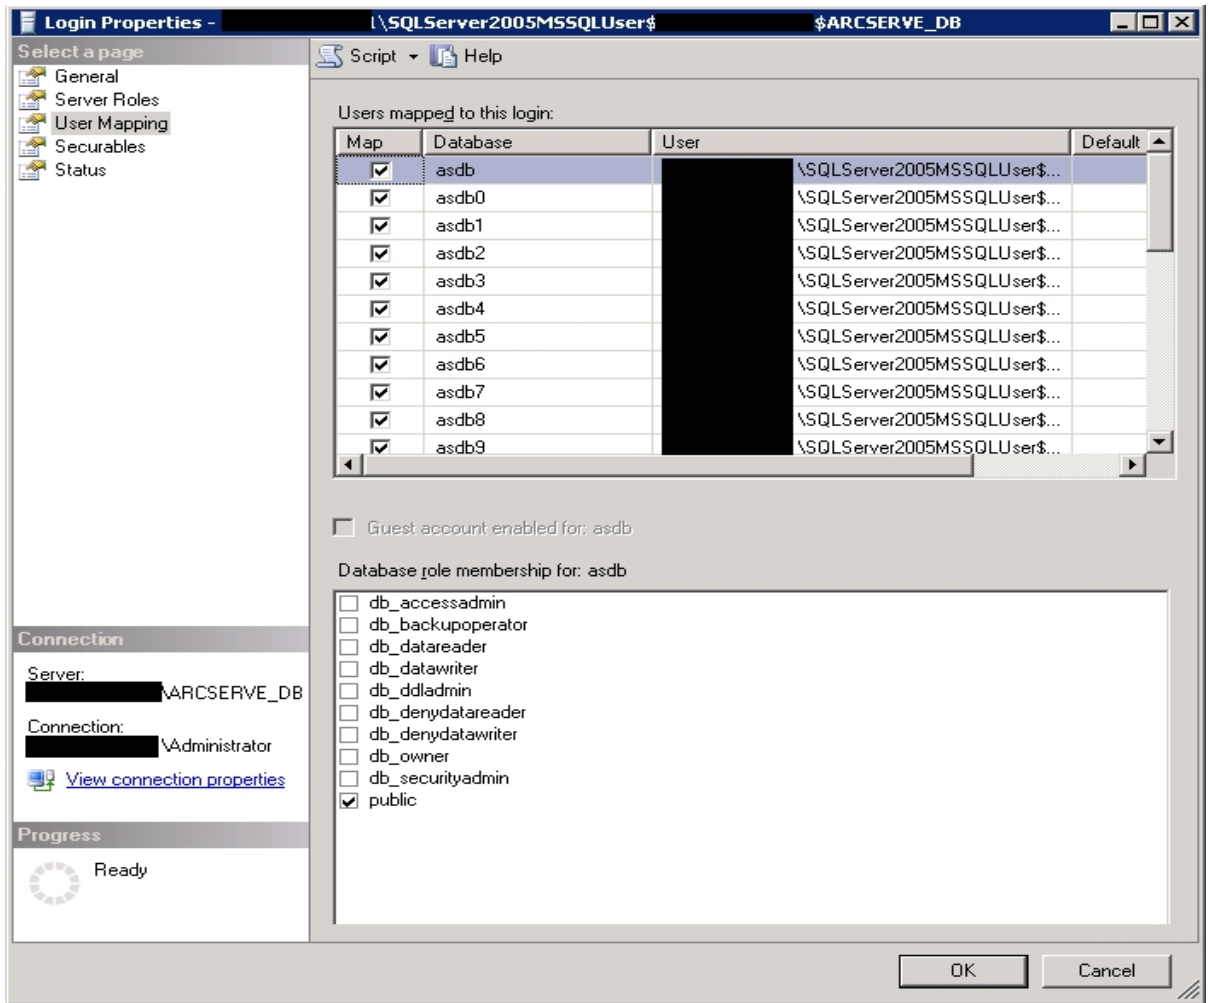 Login Properties - 1\SQLServer2005MSSQLUser$ $ARCSERVE_DB
Select a page
General
Server Roles
User Mapping
Securables
Status
Script Help
Users mapped to this login:
Map Database User Default
asdb \SQLServer2005MSSQLUser$...
asdb0 \SQLServer2005MSSQLUser$...
asdb1 \SQLServer2005MSSQLUser$...
asdb2 \SQLServer2005MSSQLUser$...
asdb3 \SQLServer2005MSSQLUser$...
asdb4 \SQLServer2005MSSQLUser$...
asdb5 \SQLServer2005MSSQLUser$...
asdb6 \SQLServer2005MSSQLUser$...
asdb7 \SQLServer2005MSSQLUser$...
asdb8 \SQLServer2005MSSQLUser$...
asdb9 \SQLServer2005MSSQLUser$...
Guest account enabled for: asdb
Database role membership for: asdb
db_accessadmin
db_backupoperator
db_datareader
db_datawriter
db_ddladmin
db_denydatareader
db_denydatawriter
db_owner
db_securityadmin
public
Connection
Server:
\ARCSERVE_DB
Connection:
\Administrator
View connection properties
Progress
Ready
OK Cancel